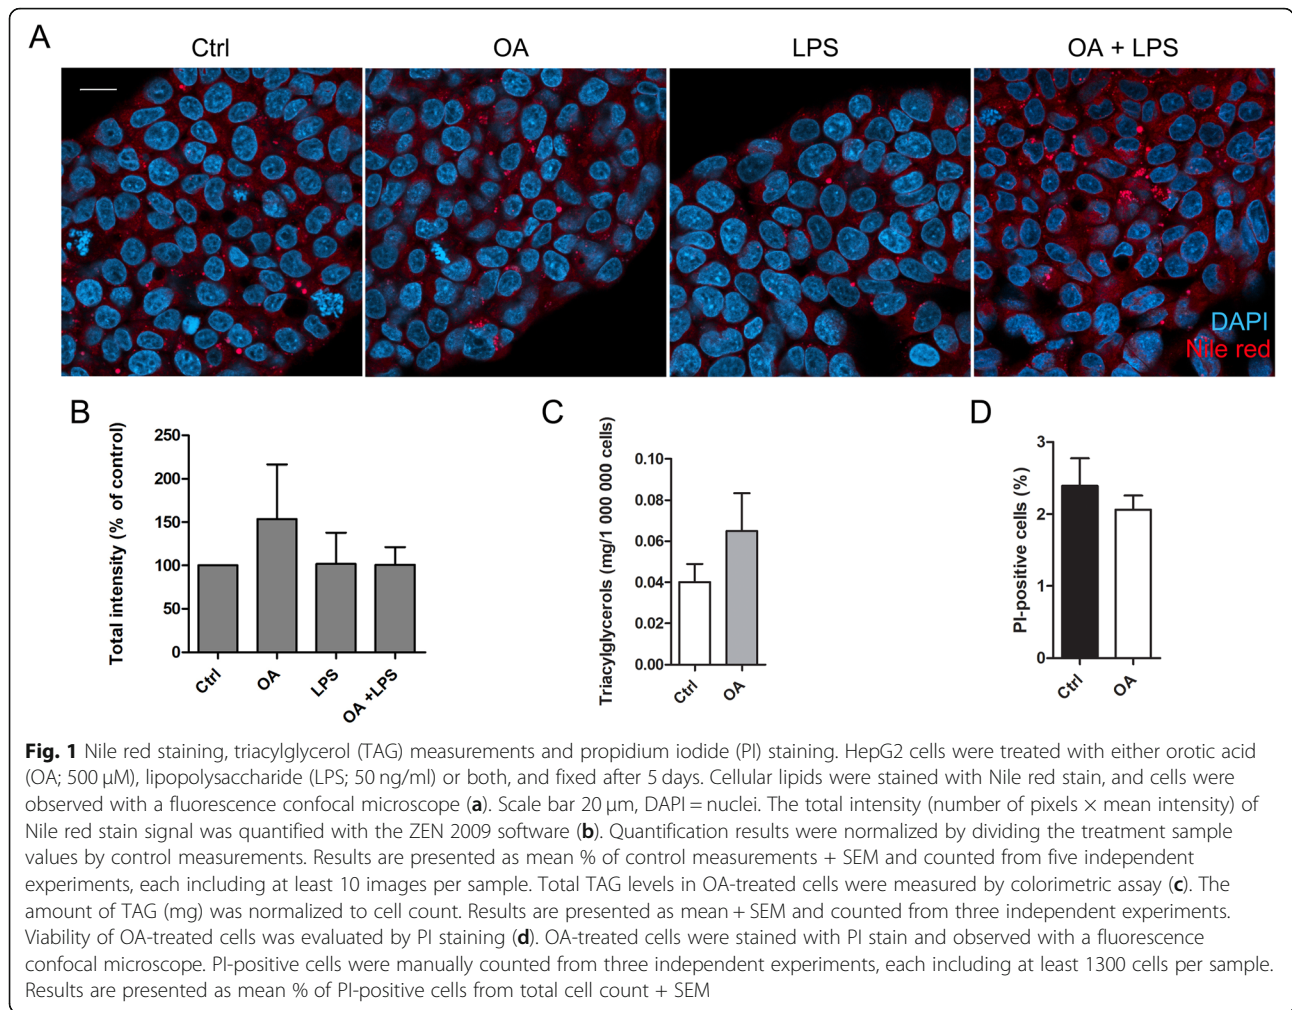 A
Ctrl
OA
LPS
OA + LPS
DAPI
Nile red
B
Total intensity (% of control)
250
200
150
100
50
0
Ctrl
OA
LPS
OA +LPS
C
Triacylglycerols (mg/1 000 000 cells)
0.10
0.08
0.06
0.04
0.02
0.00
Ctrl
OA
D
PI-positive cells (%)
3
2
1
0
Ctrl
OA
Fig. 1 Nile red staining, triacylglycerol (TAG) measurements and propidium iodide (PI) staining. HepG2 cells were treated with either orotic acid
(OA; 500 μM), lipopolysaccharide (LPS; 50 ng/ml) or both, and fixed after 5 days. Cellular lipids were stained with Nile red stain, and cells were
observed with a fluorescence confocal microscope (a). Scale bar 20 μm, DAPI = nuclei. The total intensity (number of pixels × mean intensity) of
Nile red stain signal was quantified with the ZEN 2009 software (b). Quantification results were normalized by dividing the treatment sample
values by control measurements. Results are presented as mean % of control measurements + SEM and counted from five independent
experiments, each including at least 10 images per sample. Total TAG levels in OA-treated cells were measured by colorimetric assay (c). The
amount of TAG (mg) was normalized to cell count. Results are presented as mean + SEM and counted from three independent experiments.
Viability of OA-treated cells was evaluated by PI staining (d). OA-treated cells were stained with PI stain and observed with a fluorescence
confocal microscope. PI-positive cells were manually counted from three independent experiments, each including at least 1300 cells per sample.
Results are presented as mean % of PI-positive cells from total cell count + SEM